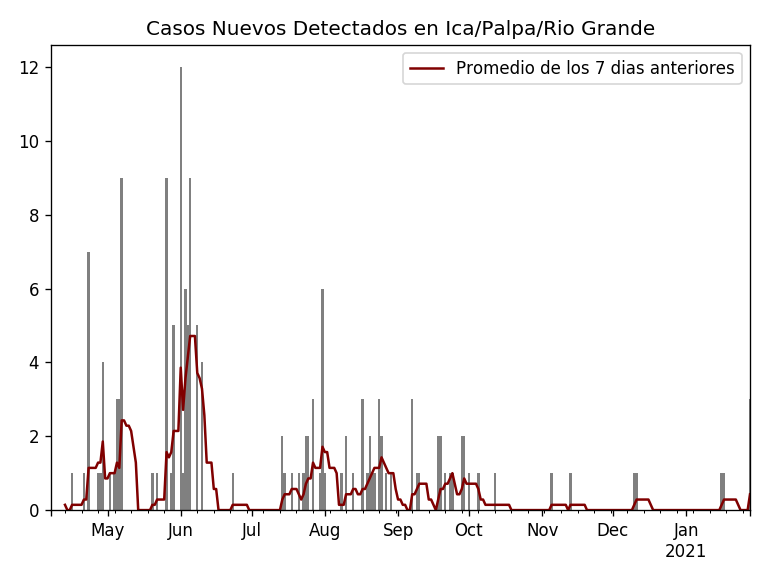 Casos Nuevos Detectados en Ica/Palpa/Rio Grande
Promedio de los 7 dias anteriores
12
10
8
6
4
2
0
May Jun Jul Aug Sep Oct Nov Dec Jan
2021